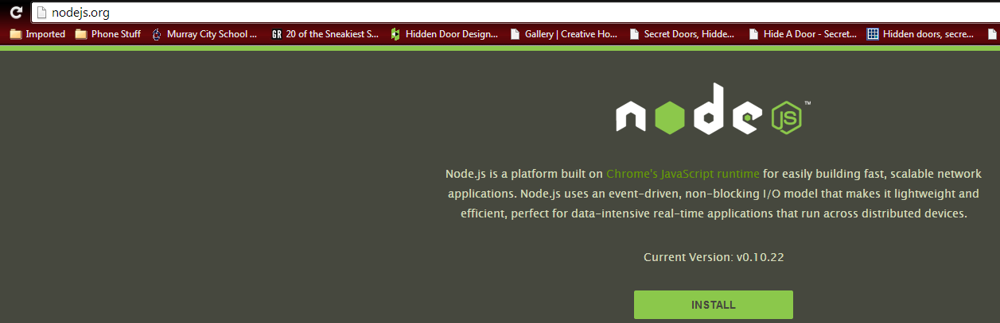 nodejs.org
Imported Phone Stuff Murray City School ... GR 20 of the Sneakiest S... Hidden Door Design... Gallery | Creative Ho... Secret Doors, Hidde... Hide A Door - Secret... Hidden doors, secre...
node JS™
Node.js is a platform built on Chrome's JavaScript runtime for easily building fast, scalable network
applications. Node.js uses an event-driven, non-blocking I/O model that makes it lightweight and
efficient, perfect for data-intensive real-time applications that run across distributed devices.
Current Version: v0.10.22
INSTALL